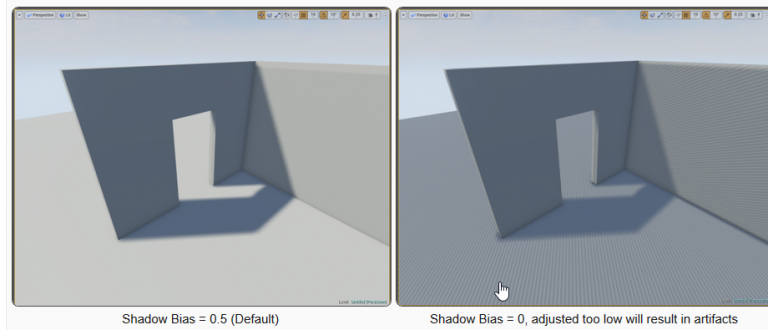 Perspective Lit Show 10 10° 0.25 4
Perspective Lit Show 10 10° 0.25 4
Level: Untitled (Persistent)
Level: Untitled (Persistent)
Shadow Bias = 0.5 (Default)
Shadow Bias = 0, adjusted too low will result in artifacts